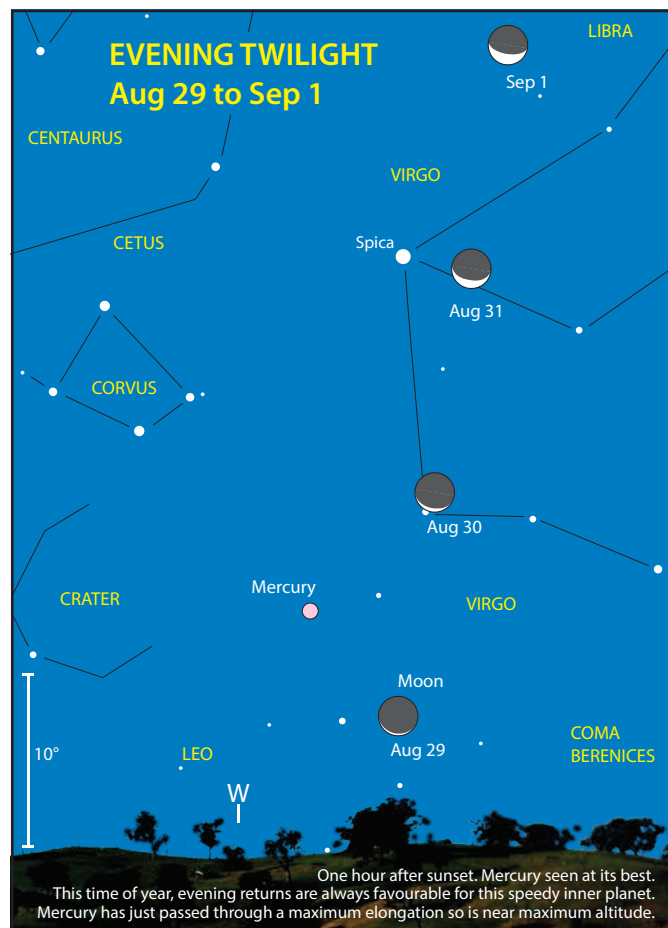 EVENING TWILIGHT
Aug 29 to Sep 1
LIBRA
Sep 1
CENTAURUS
VIRGO
CETUS
Spica
Aug 31
CORVUS
Aug 30
Mercury
CRATER
VIRGO
Moon
Aug 29
COMA
BERENICES
10°
LEO
W
One hour after sunset. Mercury seen at its best.
This time of year, evening returns are always favourable for this speedy inner planet.
Mercury has just passed through a maximum elongation so is near maximum altitude.